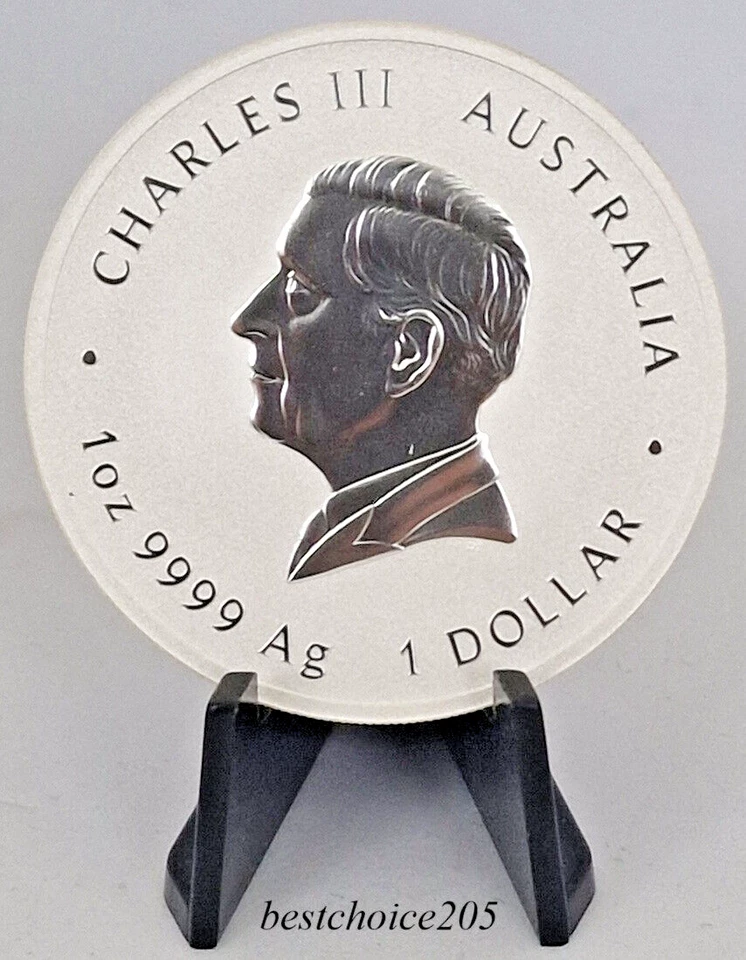 CHARLES III AUSTRALIA
1oz 9999 Ag 1 DOLLAR
bestchoice205